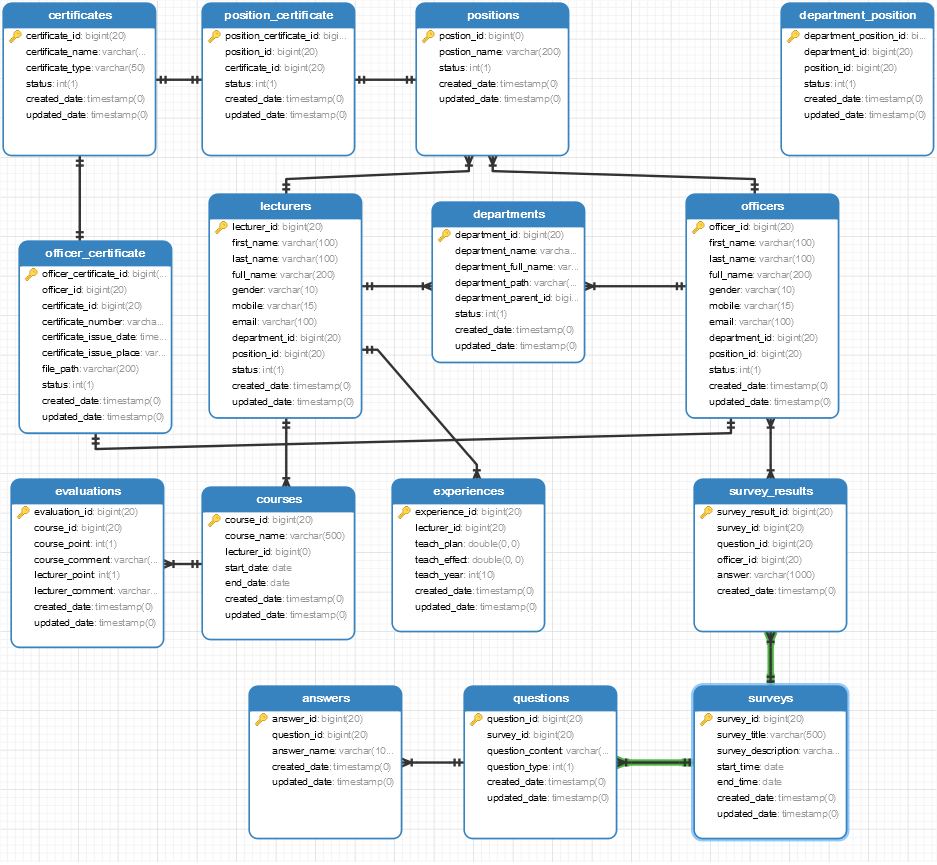 certificates
certificate_id: bigint(20)
certificate_name: varchar(...
certificate_type: varchar(50)
status: int(1)
created_date: timestamp(0)
updated_date: timestamp(0)
position_certificate
position_certificate_id: bigi...
position_id: bigint(20)
certificate_id: bigint(20)
status: int(1)
created_date: timestamp(0)
updated_date: timestamp(0)
positions
postion_id: bigint(0)
postion_name: varchar(200)
status: int(1)
created_date: timestamp(0)
updated_date: timestamp(0)
department_position
department_position_id: bi...
department_id: bigint(20)
position_id: bigint(20)
status: int(1)
created_date: timestamp(0)
updated_date: timestamp(0)
officer_certificate
officer_certificate_id: bigint(...
officer_id: bigint(20)
certificate_id: bigint(20)
certificate_number: varcha...
certificate_issue_date: time...
certificate_issue_place: var...
file_path: varchar(200)
status: int(1)
created_date: timestamp(0)
updated_date: timestamp(0)
lecturers
lecturer_id: bigint(20)
first_name: varchar(100)
last_name: varchar(100)
full_name: varchar(200)
gender: varchar(10)
mobile: varchar(15)
email: varchar(100)
department_id: bigint(20)
position_id: bigint(20)
status: int(1)
created_date: timestamp(0)
updated_date: timestamp(0)
departments
department_id: bigint(20)
department_name: varcha...
department_full_name: var...
department_path: varchar(...
department_parent_id: bigi...
status: int(1)
created_date: timestamp(0)
updated_date: timestamp(0)
officers
officer_id: bigint(20)
first_name: varchar(100)
last_name: varchar(100)
full_name: varchar(200)
gender: varchar(10)
mobile: varchar(15)
email: varchar(100)
department_id: bigint(20)
position_id: bigint(20)
status: int(1)
created_date: timestamp(0)
updated_date: timestamp(0)
evaluations
evaluation_id: bigint(20)
course_id: bigint(20)
course_point: int(1)
course_comment: varchar(...
lecturer_point: int(1)
lecturer_comment: varchar...
created_date: timestamp(0)
updated_date: timestamp(0)
courses
course_id: bigint(20)
course_name: varchar(500)
lecturer_id: bigint(0)
start_date: date
end_date: date
created_date: timestamp(0)
updated_date: timestamp(0)
experiences
experience_id: bigint(20)
lecturer_id: bigint(20)
teach_plan: double(0, 0)
teach_effect: double(0, 0)
teach_year: int(10)
created_date: timestamp(0)
updated_date: timestamp(0)
survey_results
survey_result_id: bigint(20)
survey_id: bigint(20)
question_id: bigint(20)
officer_id: bigint(20)
answer: varchar(1000)
created_date: timestamp(0)
answers
answer_id: bigint(20)
question_id: bigint(20)
answer_name: varchar(10...
created_date: timestamp(0)
updated_date: timestamp(0)
questions
question_id: bigint(20)
survey_id: bigint(20)
question_content: varchar(...
question_type: int(1)
created_date: timestamp(0)
updated_date: timestamp(0)
surveys
survey_id: bigint(20)
survey_title: varchar(500)
survey_description: varcha...
start_time: date
end_time: date
created_date: timestamp(0)
updated_date: timestamp(0)